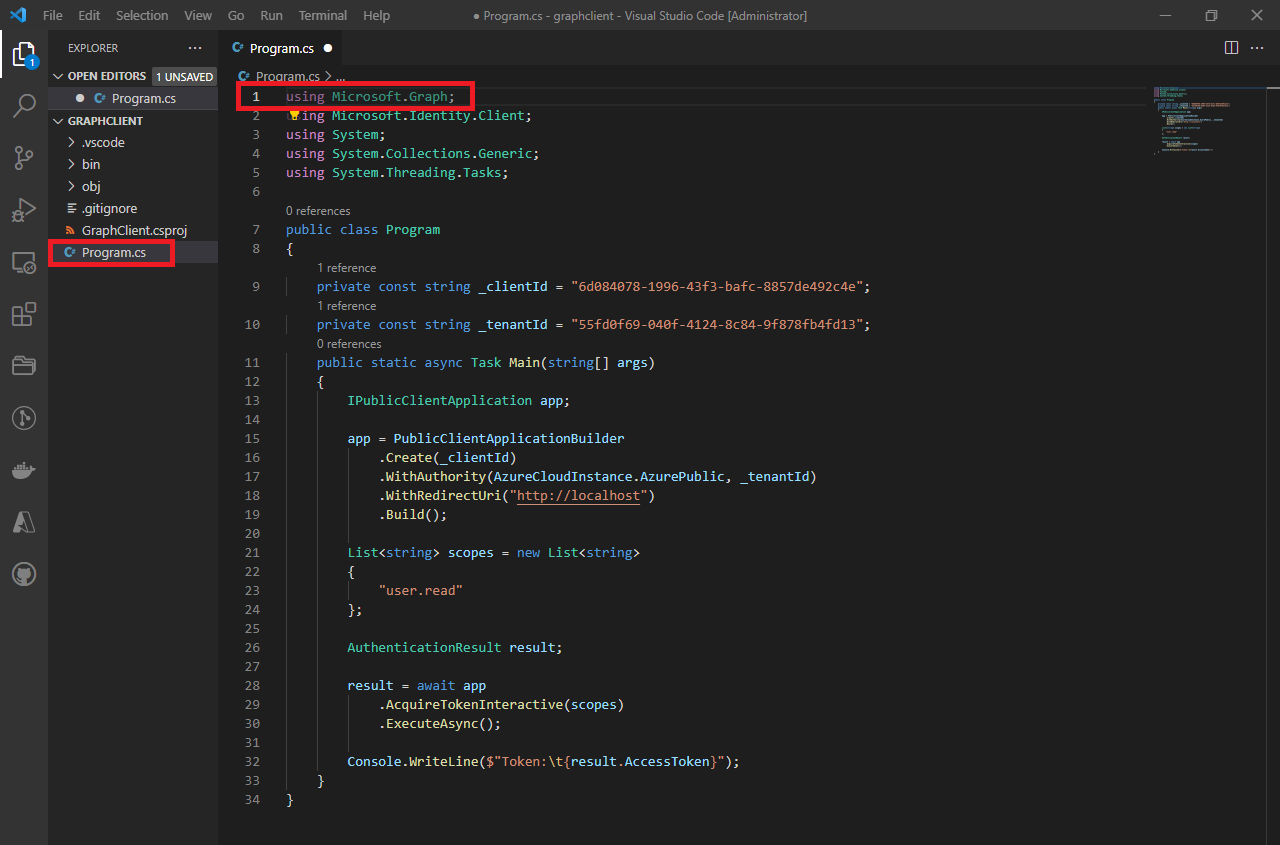 File Edit Selection View Go Run Terminal Help ● Program.cs - graphclient - Visual Studio Code [Administrator]
EXPLORER ...
1
OPEN EDITORS 1 UNSAVED
● C# Program.cs
GRAPHCLIENT
.vscode
bin
obj
.gitignore
GraphClient.csproj
C# Program.cs
C# Program.cs ●
C# Program.cs > ...
1 using Microsoft.Graph;
2 ing Microsoft.Identity.Client;
3 using System;
4 using System.Collections.Generic;
5 using System.Threading.Tasks;
6
0 references
7 public class Program
8 {
1 reference
9 private const string _clientId = "6d084078-1996-43f3-bafc-8857de492c4e";
1 reference
10 private const string _tenantId = "55fd0f69-040f-4124-8c84-9f878fb4fd13";
0 references
11 public static async Task Main(string[] args)
12 {
13 IPublicClientApplication app;
14
15 app = PublicClientApplicationBuilder
16 .Create(_clientId)
17 .WithAuthority(AzureCloudInstance.AzurePublic, _tenantId)
18 .WithRedirectUri("http://localhost")
19 .Build();
20
21 List<string> scopes = new List<string>
22 {
23 "user.read"
24 };
25
26 AuthenticationResult result;
27
28 result = await app
29 .AcquireTokenInteractive(scopes)
30 .ExecuteAsync();
31
32 Console.WriteLine($"Token:\t{result.AccessToken}");
33 }
34 }